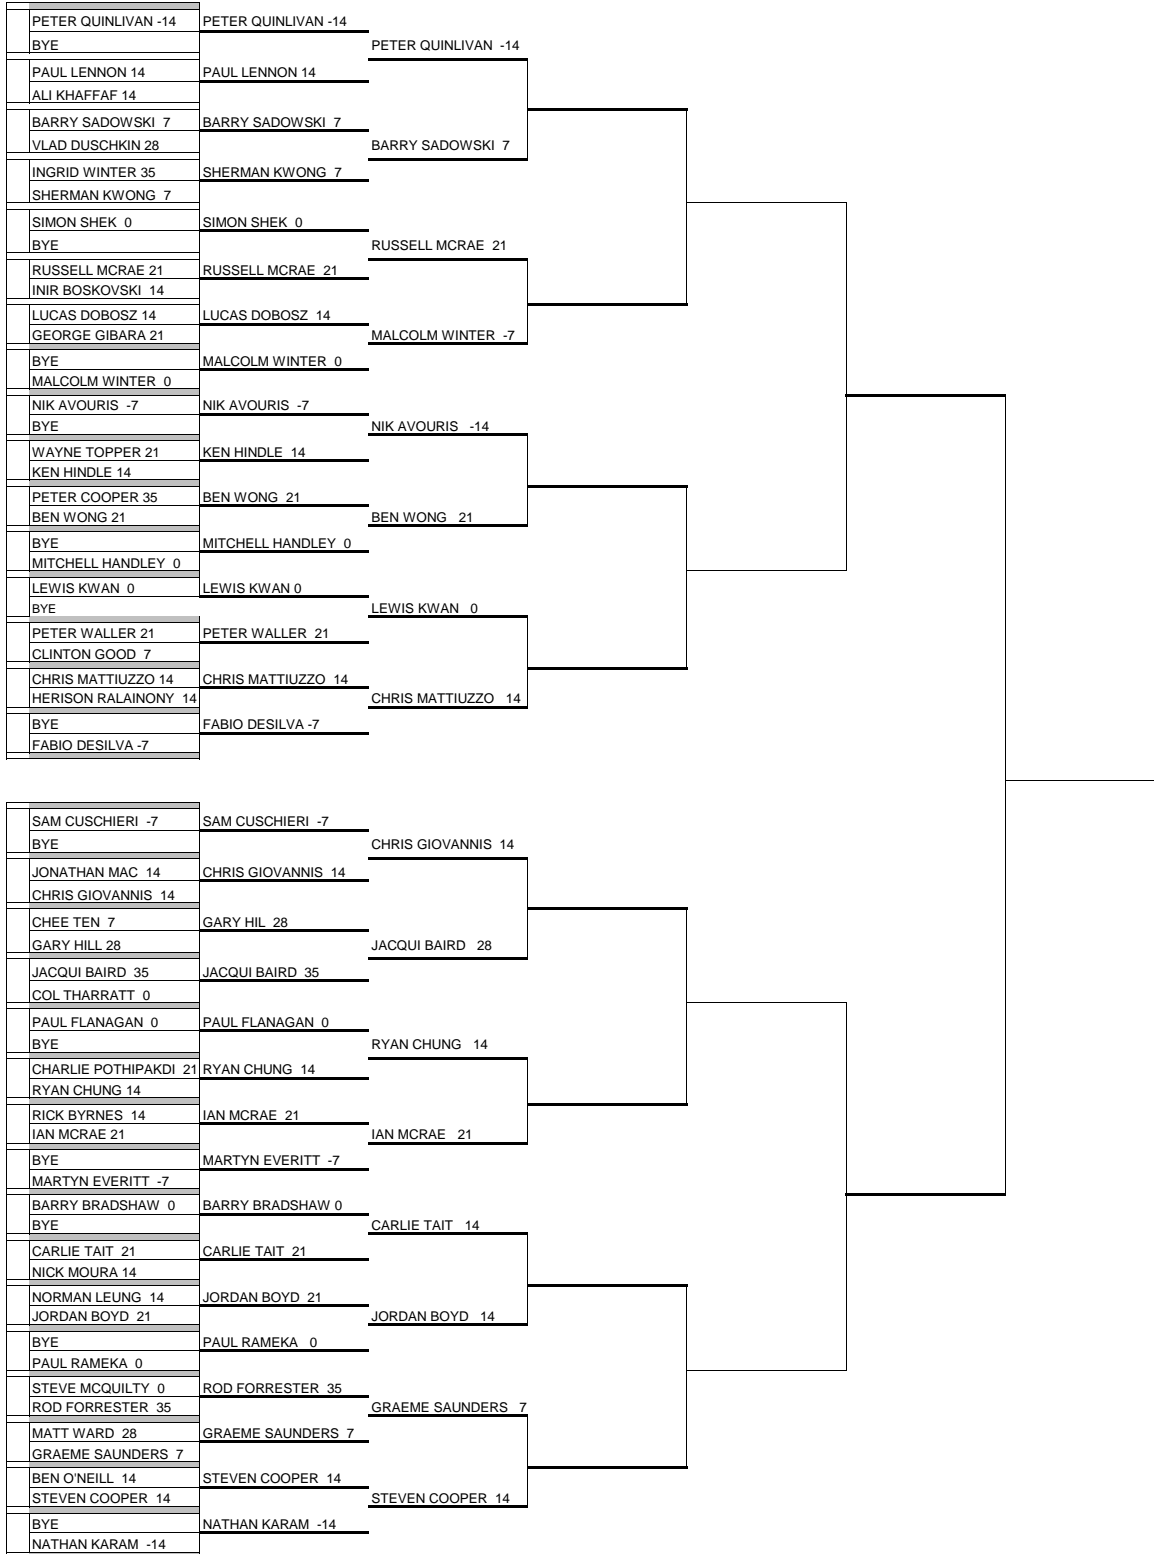 PETER QUINLIVAN -14 PETER QUINLIVAN -14
BYE PETER QUINLIVAN -14
PAUL LENNON 14 PAUL LENNON 14
ALI KHAFFAF 14
BARRY SADOWSKI 7 BARRY SADOWSKI 7
VLAD DUSCHKIN 28 BARRY SADOWSKI 7
INGRID WINTER 35 SHERMAN KWONG 7
SHERMAN KWONG 7
SIMON SHEK 0 SIMON SHEK 0
BYE RUSSELL MCRAE 21
RUSSELL MCRAE 21 RUSSELL MCRAE 21
INIR BOSKOVSKI 14
LUCAS DOBOSZ 14 LUCAS DOBOSZ 14
GEORGE GIBARA 21 MALCOLM WINTER -7
BYE MALCOLM WINTER 0
MALCOLM WINTER 0
NIK AVOURIS -7 NIK AVOURIS -7
BYE NIK AVOURIS -14
WAYNE TOPPER 21 KEN HINDLE 14
KEN HINDLE 14
PETER COOPER 35 BEN WONG 21
BEN WONG 21 BEN WONG 21
BYE MITCHELL HANDLEY 0
MITCHELL HANDLEY 0
LEWIS KWAN 0 LEWIS KWAN 0
BYE LEWIS KWAN 0
PETER WALLER 21 PETER WALLER 21
CLINTON GOOD 7
CHRIS MATTIUZZO 14 CHRIS MATTIUZZO 14
HERISON RALAINONY 14 CHRIS MATTIUZZO 14
BYE FABIO DESILVA -7
FABIO DESILVA -7
SAM CUSCHIERI -7 SAM CUSCHIERI -7
BYE CHRIS GIOVANNIS 14
JONATHAN MAC 14 CHRIS GIOVANNIS 14
CHRIS GIOVANNIS 14
CHEE TEN 7 GARY HIL 28
GARY HILL 28 JACQUI BAIRD 28
JACQUI BAIRD 35 JACQUI BAIRD 35
COL THARRATT 0
PAUL FLANAGAN 0 PAUL FLANAGAN 0
BYE RYAN CHUNG 14
CHARLIE POTHIPAKDI 21 RYAN CHUNG 14
RYAN CHUNG 14
RICK BYRNES 14 IAN MCRAE 21
IAN MCRAE 21 IAN MCRAE 21
BYE MARTYN EVERITT -7
MARTYN EVERITT -7
BARRY BRADSHAW 0 BARRY BRADSHAW 0
BYE CARLIE TAIT 14
CARLIE TAIT 21 CARLIE TAIT 21
NICK MOURA 14
NORMAN LEUNG 14 JORDAN BOYD 21
JORDAN BOYD 21 JORDAN BOYD 14
BYE PAUL RAMEKA 0
PAUL RAMEKA 0
STEVE MCQUILTY 0 ROD FORRESTER 35
ROD FORRESTER 35 GRAEME SAUNDERS 7
MATT WARD 28 GRAEME SAUNDERS 7
GRAEME SAUNDERS 7
BEN O'NEILL 14 STEVEN COOPER 14
STEVEN COOPER 14 STEVEN COOPER 14
BYE NATHAN KARAM -14
NATHAN KARAM -14